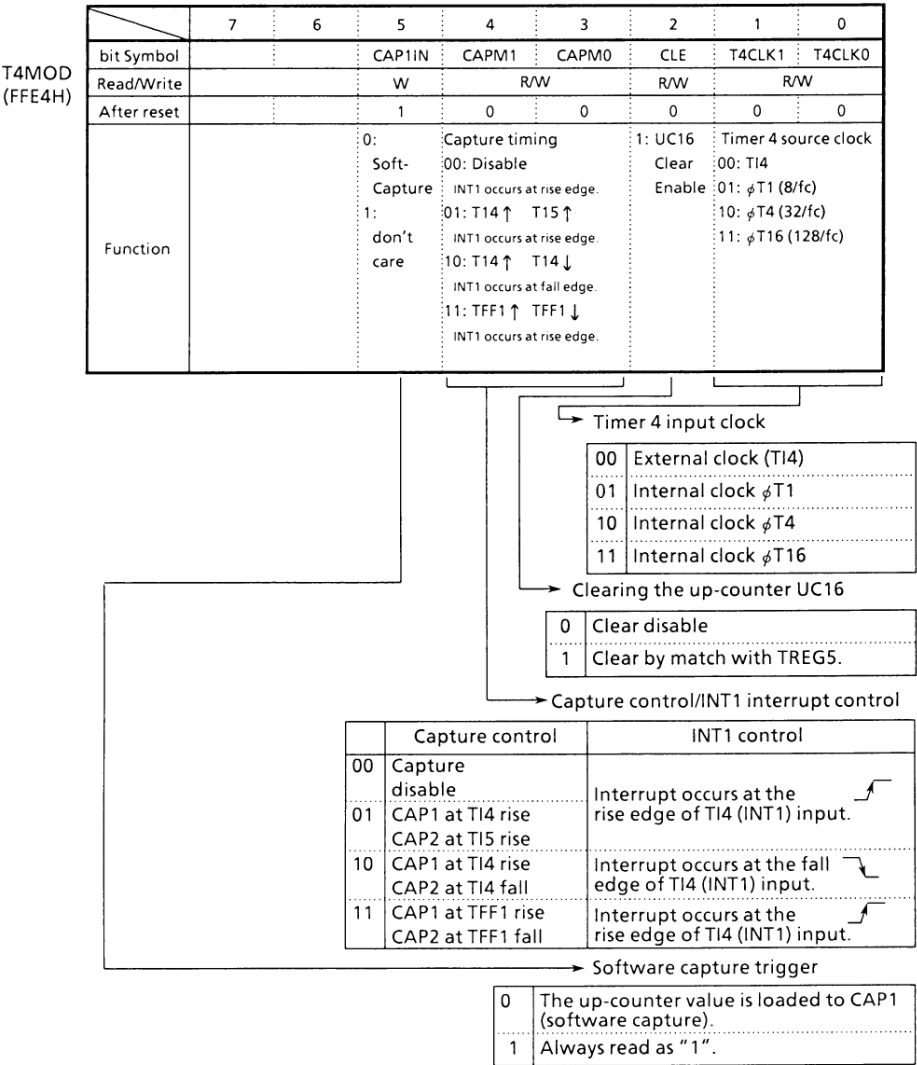 7 6 5 4 3 2 1 0
bit Symbol CAP1IN CAPM1 CAPM0 CLE T4CLK1 T4CLK0
T4MOD
(FFE4H)
Read/Write W R/W R/W R/W
After reset 1 0 0 0 0 0
Function
0:
Soft-
Capture
1:
don't
care
Capture timing
00: Disable
INT1 occurs at rise edge.
01: T14↑ T15↑
INT1 occurs at rise edge.
10: T14↑ T14↓
INT1 occurs at fall edge.
11: TFF1↑ TFF1↓
INT1 occurs at rise edge.
1: UC16
Clear
Enable
Timer 4 source clock
00: TI4
01: ϕT1 (8/fc)
10: ϕT4 (32/fc)
11: ϕT16 (128/fc)
Timer 4 input clock
00 External clock (TI4)
01 Internal clock ϕT1
10 Internal clock ϕT4
11 Internal clock ϕT16
Clearing the up-counter UC16
0 Clear disable
1 Clear by match with TREG5.
Capture control/INT1 interrupt control
Capture control INT1 control
00 Capture
disable
01 CAP1 at TI4 rise
CAP2 at TI5 rise
Interrupt occurs at the
rise edge of TI4 (INT1) input.
10 CAP1 at TI4 rise
CAP2 at TI4 fall
Interrupt occurs at the fall
edge of TI4 (INT1) input.
11 CAP1 at TFF1 rise
CAP2 at TFF1 fall
Interrupt occurs at the
rise edge of TI4 (INT1) input.
Software capture trigger
0 The up-counter value is loaded to CAP1
(software capture).
1 Always read as "1".